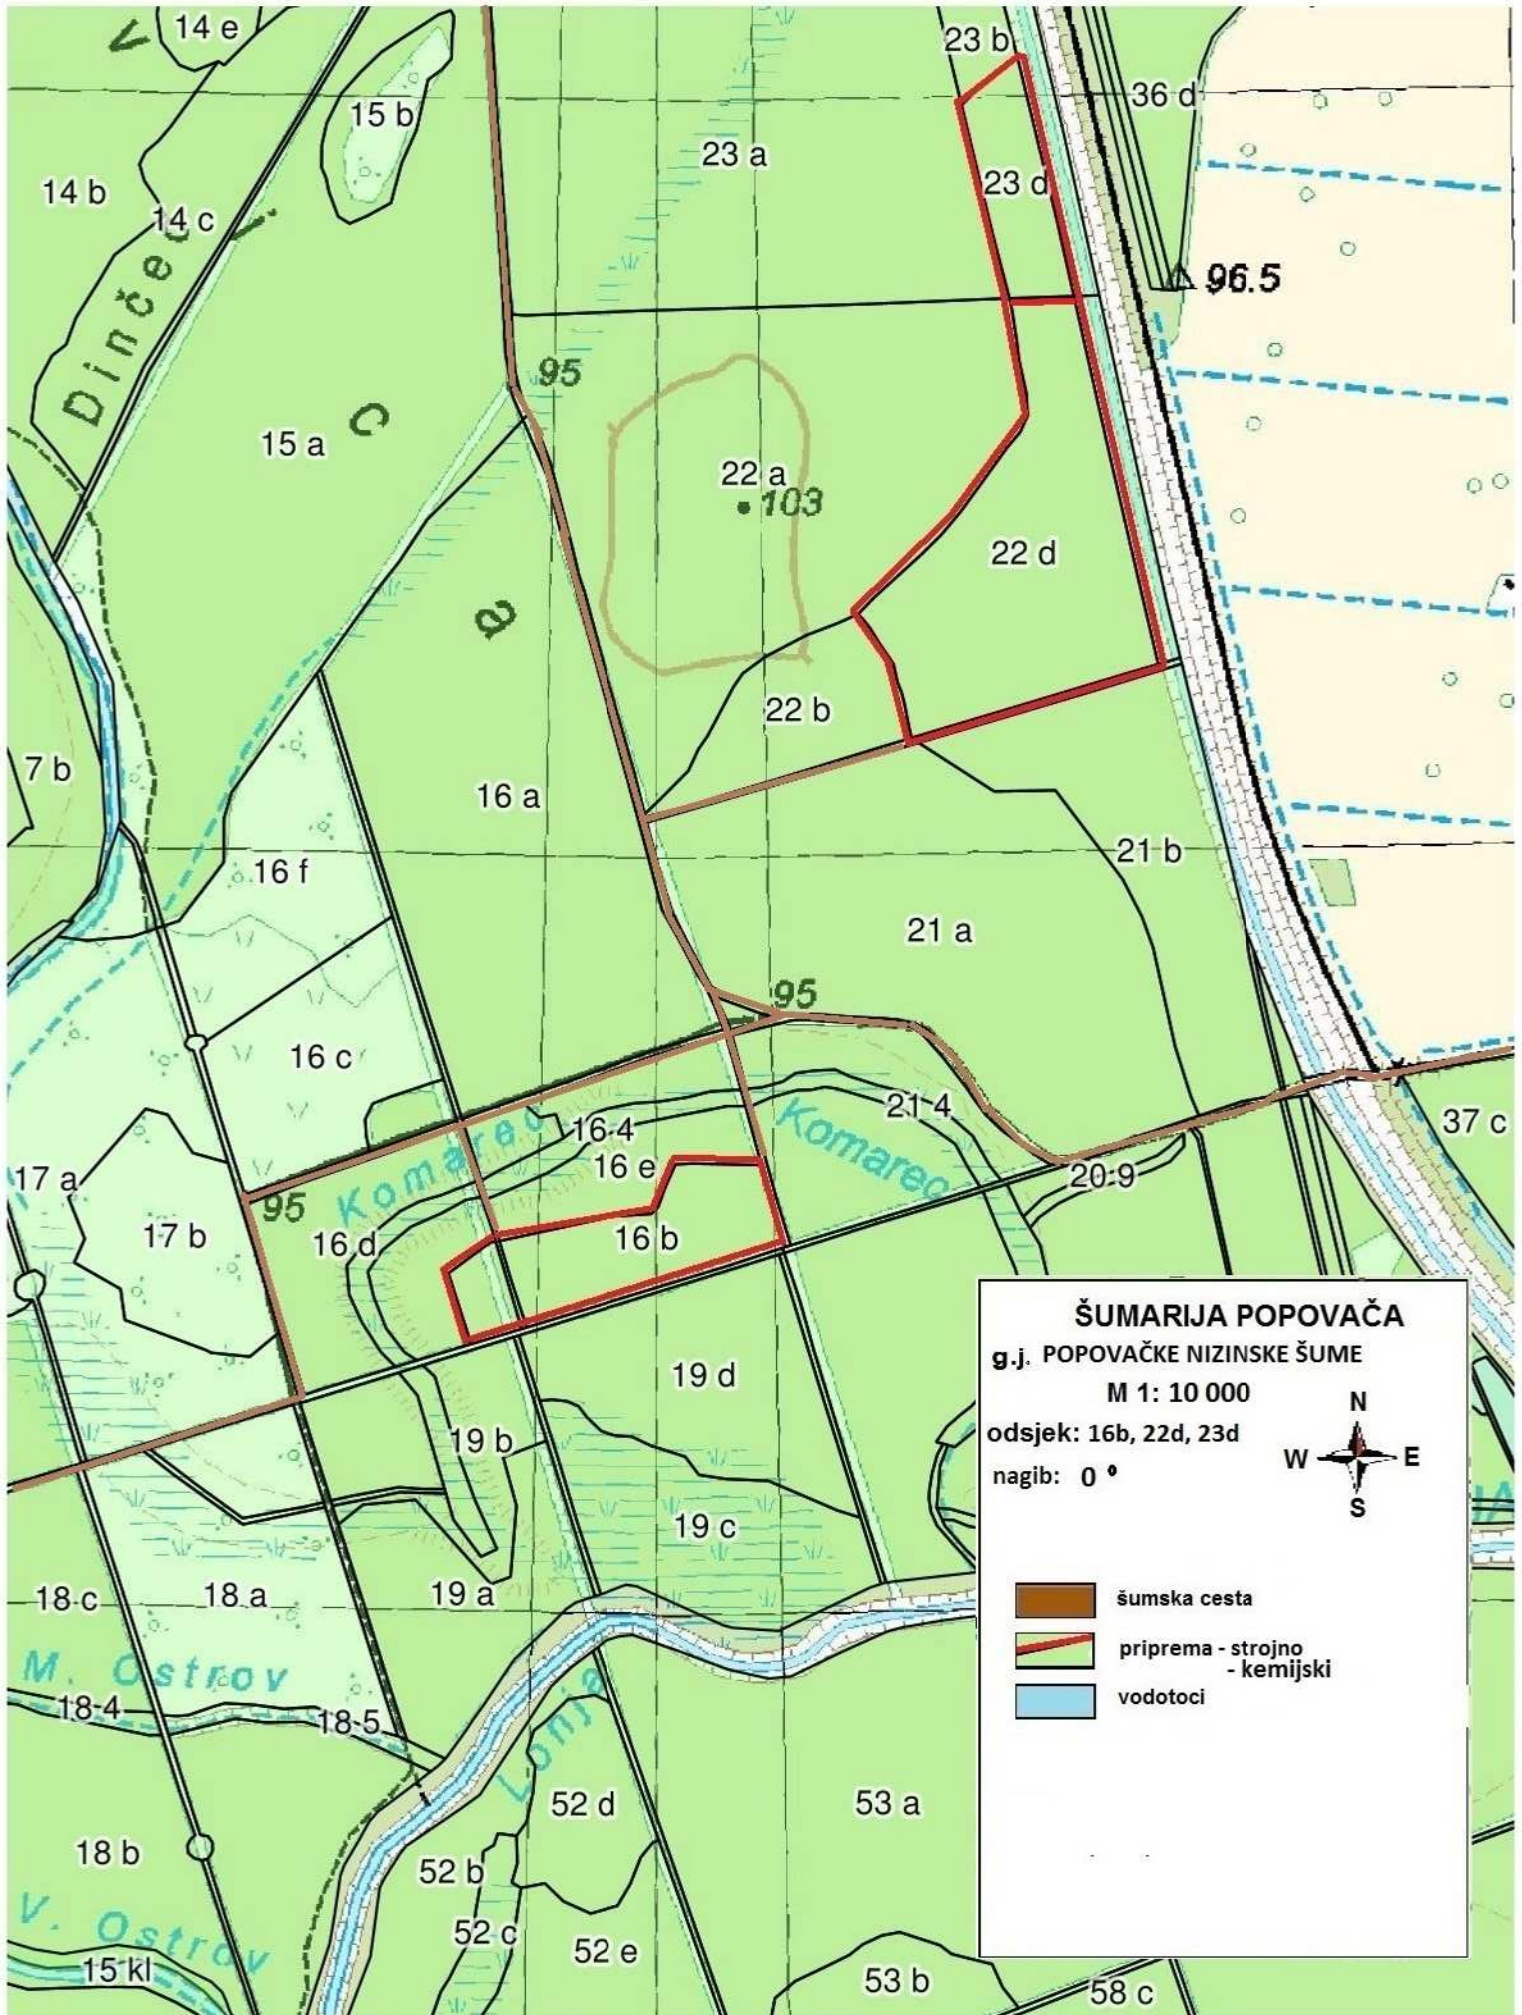 14 e
v
23 b
36 d
15 b
23 a
14 b
23 d
14 c
i
96.5
Dinčec
95
c
15 a
22 a
103
22 d
a
22 b
7 b
16 a
21 b
16 f
21 a
95
16 c
21 4
37 c
16 4
Komarec
16 e
Komarec
17 a
20 9
95
17 b
16 d
16 b
ŠUMARIJA POPOVAČA
g.j. POPOVAČKE NIZINSKE ŠUME
M 1: 10 000
odsjek: 16b, 22d, 23d
nagib: 0 °
N
W E
S
19 d
19 b
19 c
18 c
18 a
19 a
šumska cesta
priprema - strojno
- kemijski
vodotoci
M. Ostrov
18 4
18 5
Lonja
52 d
53 a
18 b
52 b
V. Ostrov
52 c
52 e
15 kl
53 b
58 c